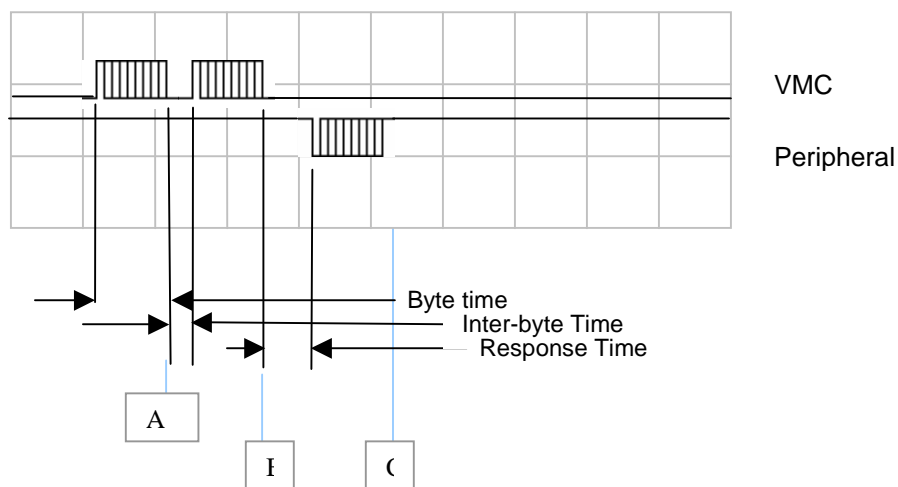 VMC
Peripheral
Byte time
Inter-byte Time
Response Time
A